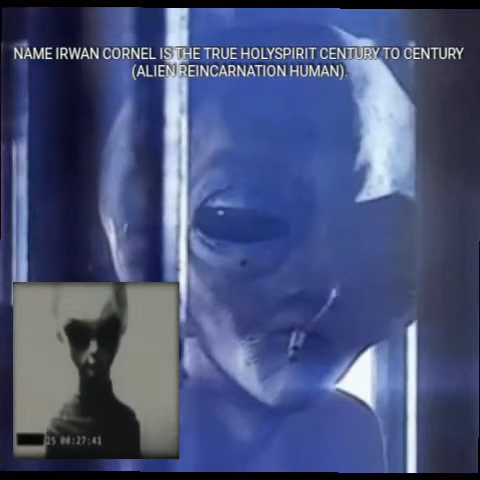 NAME IRWAN CORNEL IS THE TRUE HOLYSPIRIT CENTURY TO CENTURY
(ALIEN REINCARNATION HUMAN).
25 08:27:41